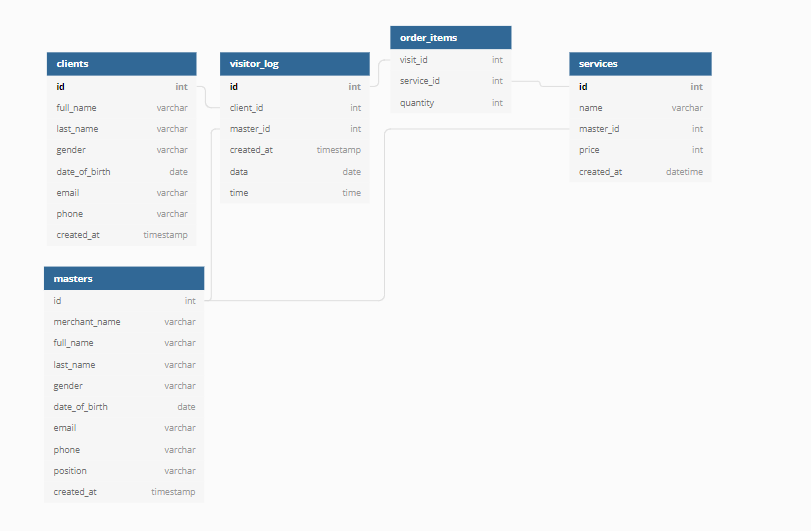 clients
id int
full_name varchar
last_name varchar
gender varchar
date_of_birth date
email varchar
phone varchar
created_at timestamp
visitor_log
id int
client_id int
master_id int
created_at timestamp
data date
time time
order_items
visit_id int
service_id int
quantity int
services
id int
name varchar
master_id int
price int
created_at datetime
masters
id int
merchant_name varchar
full_name varchar
last_name varchar
gender varchar
date_of_birth date
email varchar
phone varchar
position varchar
created_at timestamp